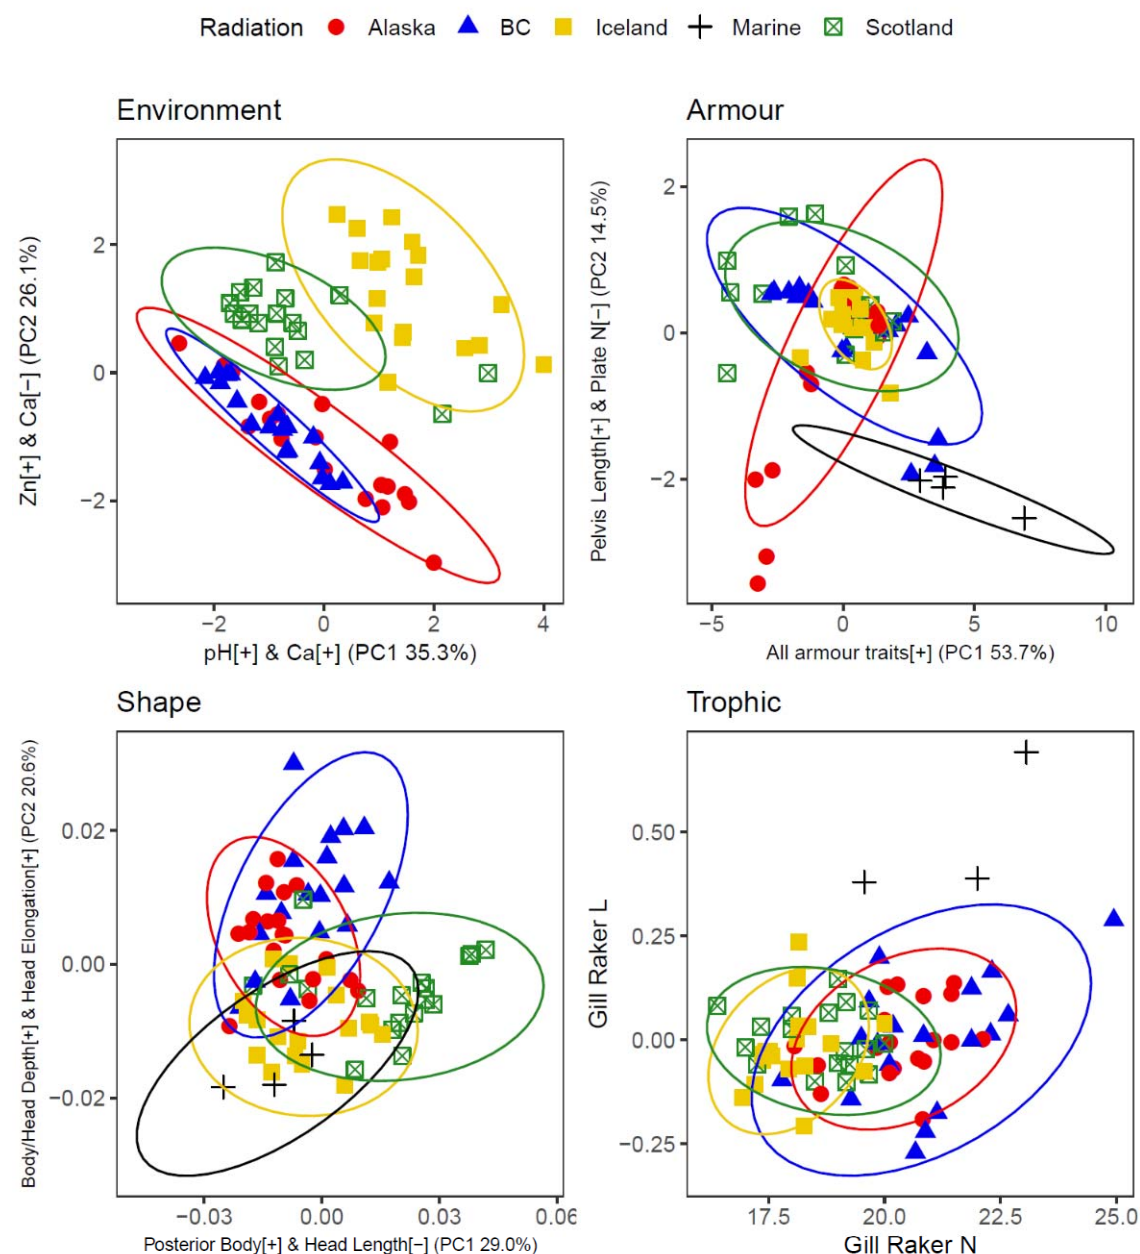 Radiation Alaska BC Iceland Marine Scotland
Environment
Zn[+] & Ca[−] (PC2 26.1%)
2
0
−2
−2 0 2 4
pH[+] & Ca[+] (PC1 35.3%)
Armour
Pelvis Length[+] & Plate N[−] (PC2 14.5%)
2
0
−2
−5 0 5 10
All armour traits[+] (PC1 53.7%)
Shape
Body/Head Depth[+] & Head Elongation[+] (PC2 20.6%)
0.02
0.00
−0.02
−0.03 0.00 0.03 0.06
Posterior Body[+] & Head Length[−] (PC1 29.0%)
Trophic
Gill Raker L
0.50
0.25
0.00
−0.25
17.5 20.0 22.5 25.0
Gill Raker N